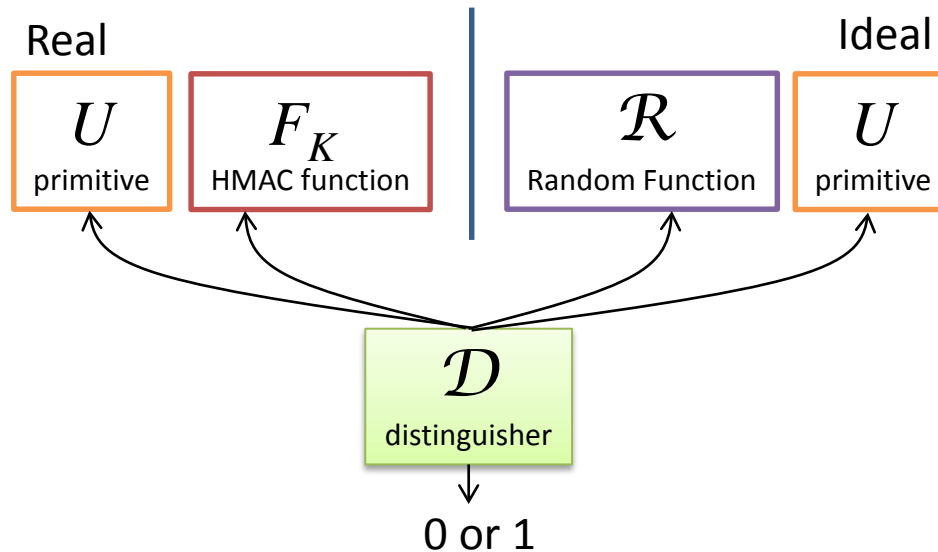 Real
Ideal
U
primitive
F_K
HMAC function
ℛ
Random Function
U
primitive
𝒟
distinguisher
0 or 1